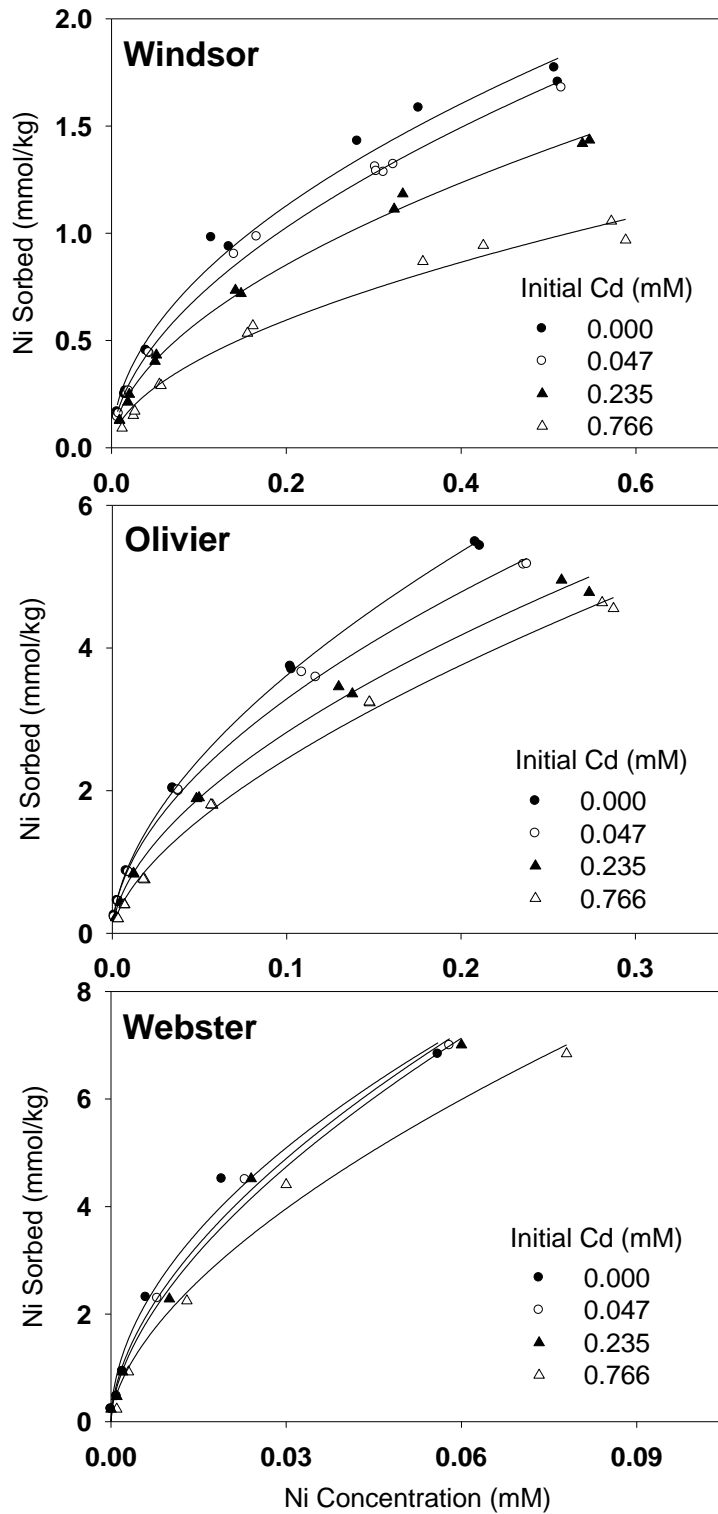 2.0
Windsor
1.5
1.0
0.5
0.0
Ni Sorbed (mmol/kg)
Initial Cd (mM)
0.000
0.047
0.235
0.766
0.0 0.2 0.4 0.6
6
Olivier
4
2
0
Ni Sorbed (mmol/kg)
Initial Cd (mM)
0.000
0.047
0.235
0.766
0.0 0.1 0.2 0.3
8
Webster
6
4
2
0
Ni Sorbed (mmol/kg)
Initial Cd (mM)
0.000
0.047
0.235
0.766
0.00 0.03 0.06 0.09
Ni Concentration (mM)